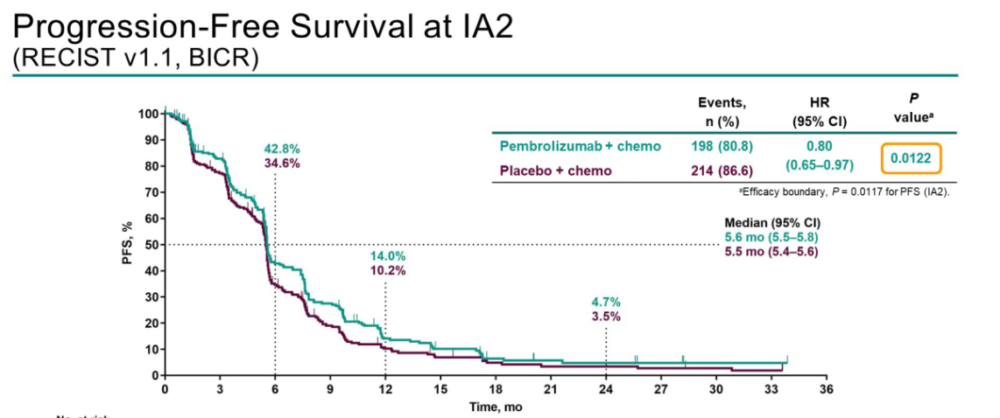 Progression-Free Survival at IA2
(RECIST v1.1, BICR)
Events, n (%)
HR (95% CI)
P valueᵃ
Pembrolizumab + chemo 198 (80.8) 0.80 (0.65–0.97) 0.0122
Placebo + chemo 214 (86.6)
ᵃEfficacy boundary, P = 0.0117 for PFS (IA2).
Median (95% CI)
5.6 mo (5.5–5.8)
5.5 mo (5.4–5.6)
42.8%
34.6%
14.0%
10.2%
4.7%
3.5%
PFS, %
100
90
80
70
60
50
40
30
20
10
0
0 3 6 9 12 15 18 21 24 27 30 33 36
Time, mo